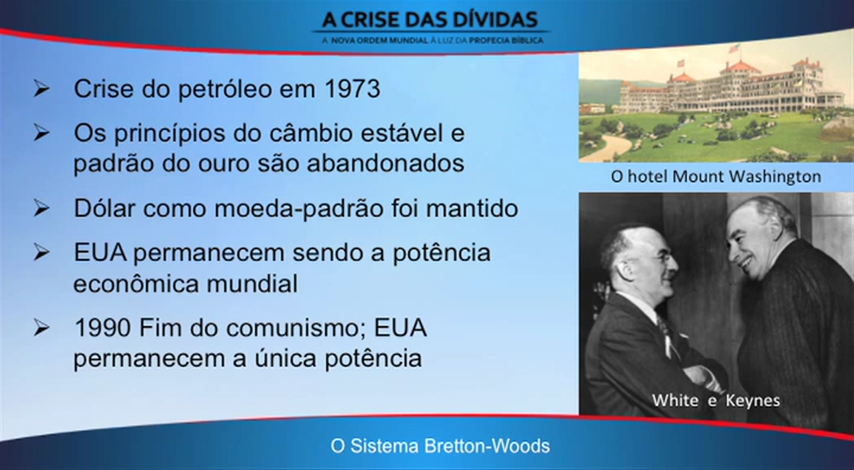 A CRISE DAS DÍVIDAS
A NOVA ORDEM MUNDIAL À LUZ DA PROFECIA BÍBLICA
➢ Crise do petróleo em 1973
➢ Os princípios do câmbio estável e
padrão do ouro são abandonados
➢ Dólar como moeda-padrão foi mantido
➢ EUA permanecem sendo a potência
econômica mundial
➢ 1990 Fim do comunismo; EUA
permanecem a única potência
O hotel Mount Washington
White e Keynes
O Sistema Bretton-Woods